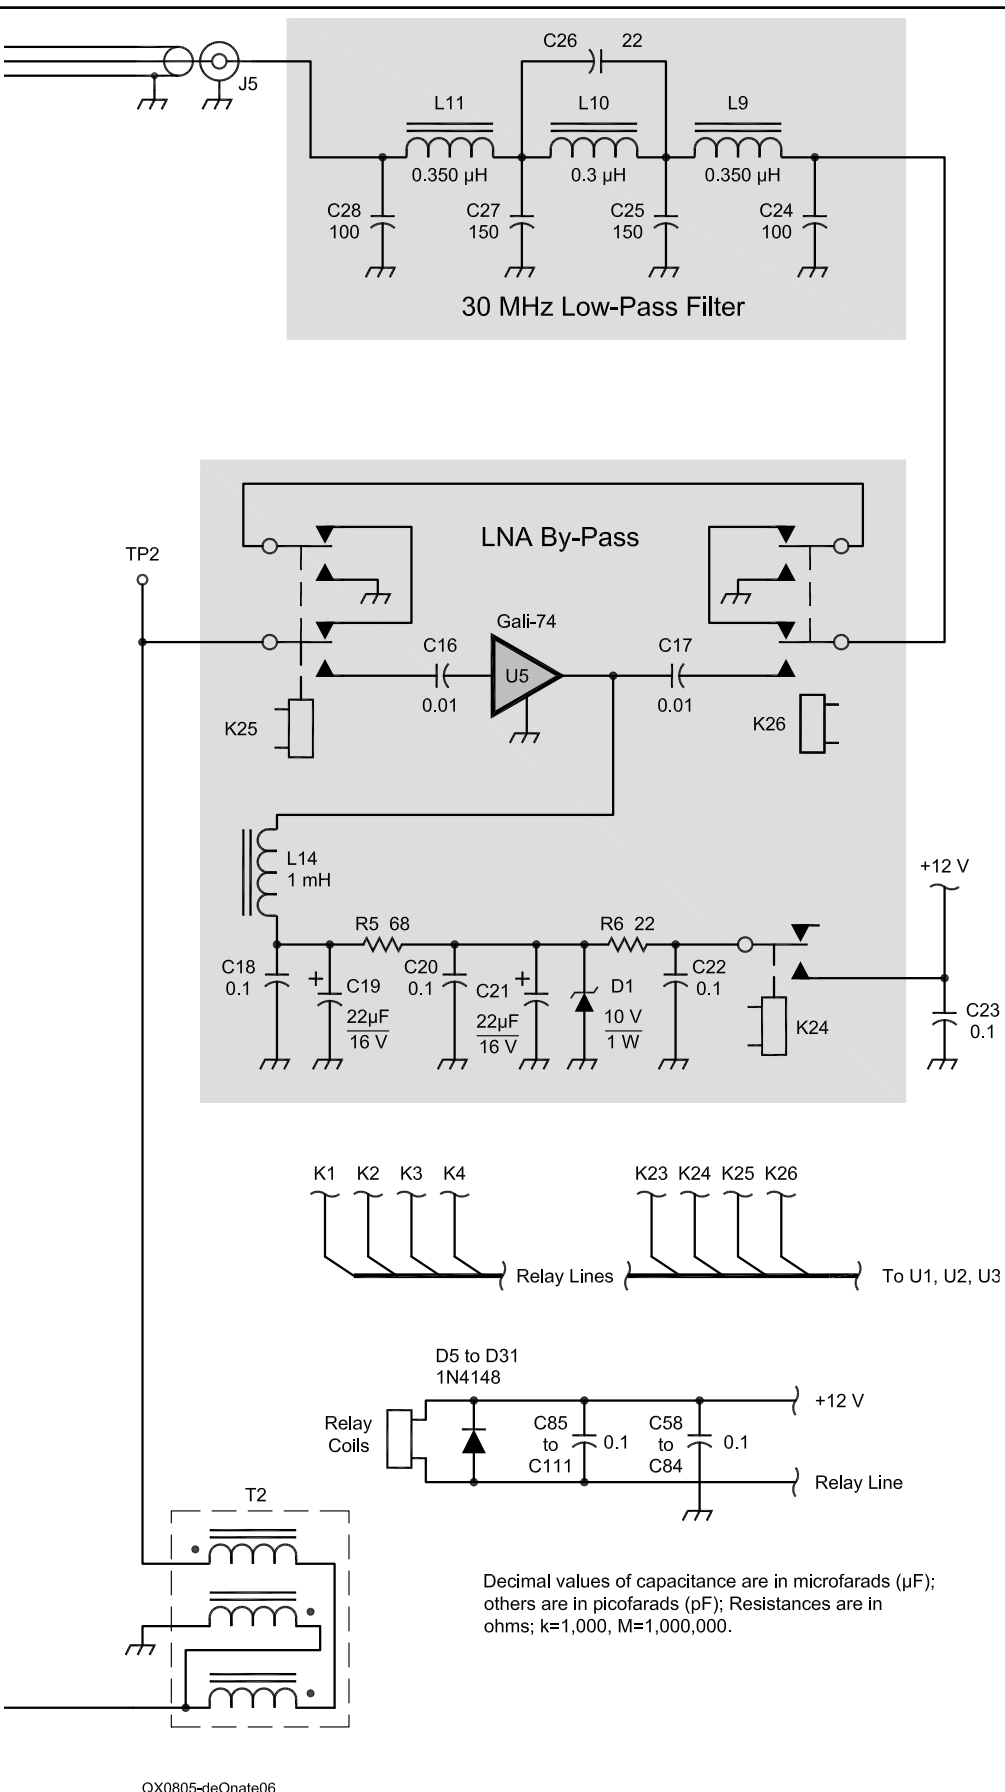 C26 22
J5
L11 L10 L9
0.350 µH 0.3 µH 0.350 µH
C28 C27 C25 C24
100 150 150 100
30 MHz Low-Pass Filter
LNA By-Pass
TP2
Gali-74
C16 C17
U5
0.01 0.01
K25 K26
L14
1 mH
+12 V
R5 68 R6 22
C18
0.1
+
C19
22µF
16 V
C20
0.1
+
C21
22µF
16 V
D1
10 V
1 W
C22
0.1
K24
C23
0.1
K1 K2 K3 K4 K23 K24 K25 K26
Relay Lines To U1, U2, U3
D5 to D31
1N4148
+12 V
Relay
Coils
C85
to
C111
0.1
C58
to
C84
0.1
Relay Line
T2
Decimal values of capacitance are in microfarads (µF);
others are in picofarads (pF); Resistances are in
ohms; k=1,000, M=1,000,000.
QX0805-deOnate06